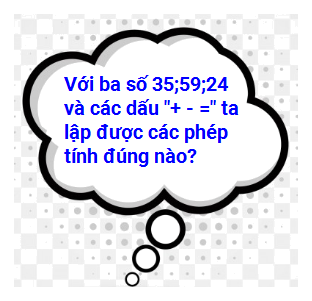 Với ba số 35;59;24
và các dấu "+ - =" ta
lập được các phép
tính đúng nào?